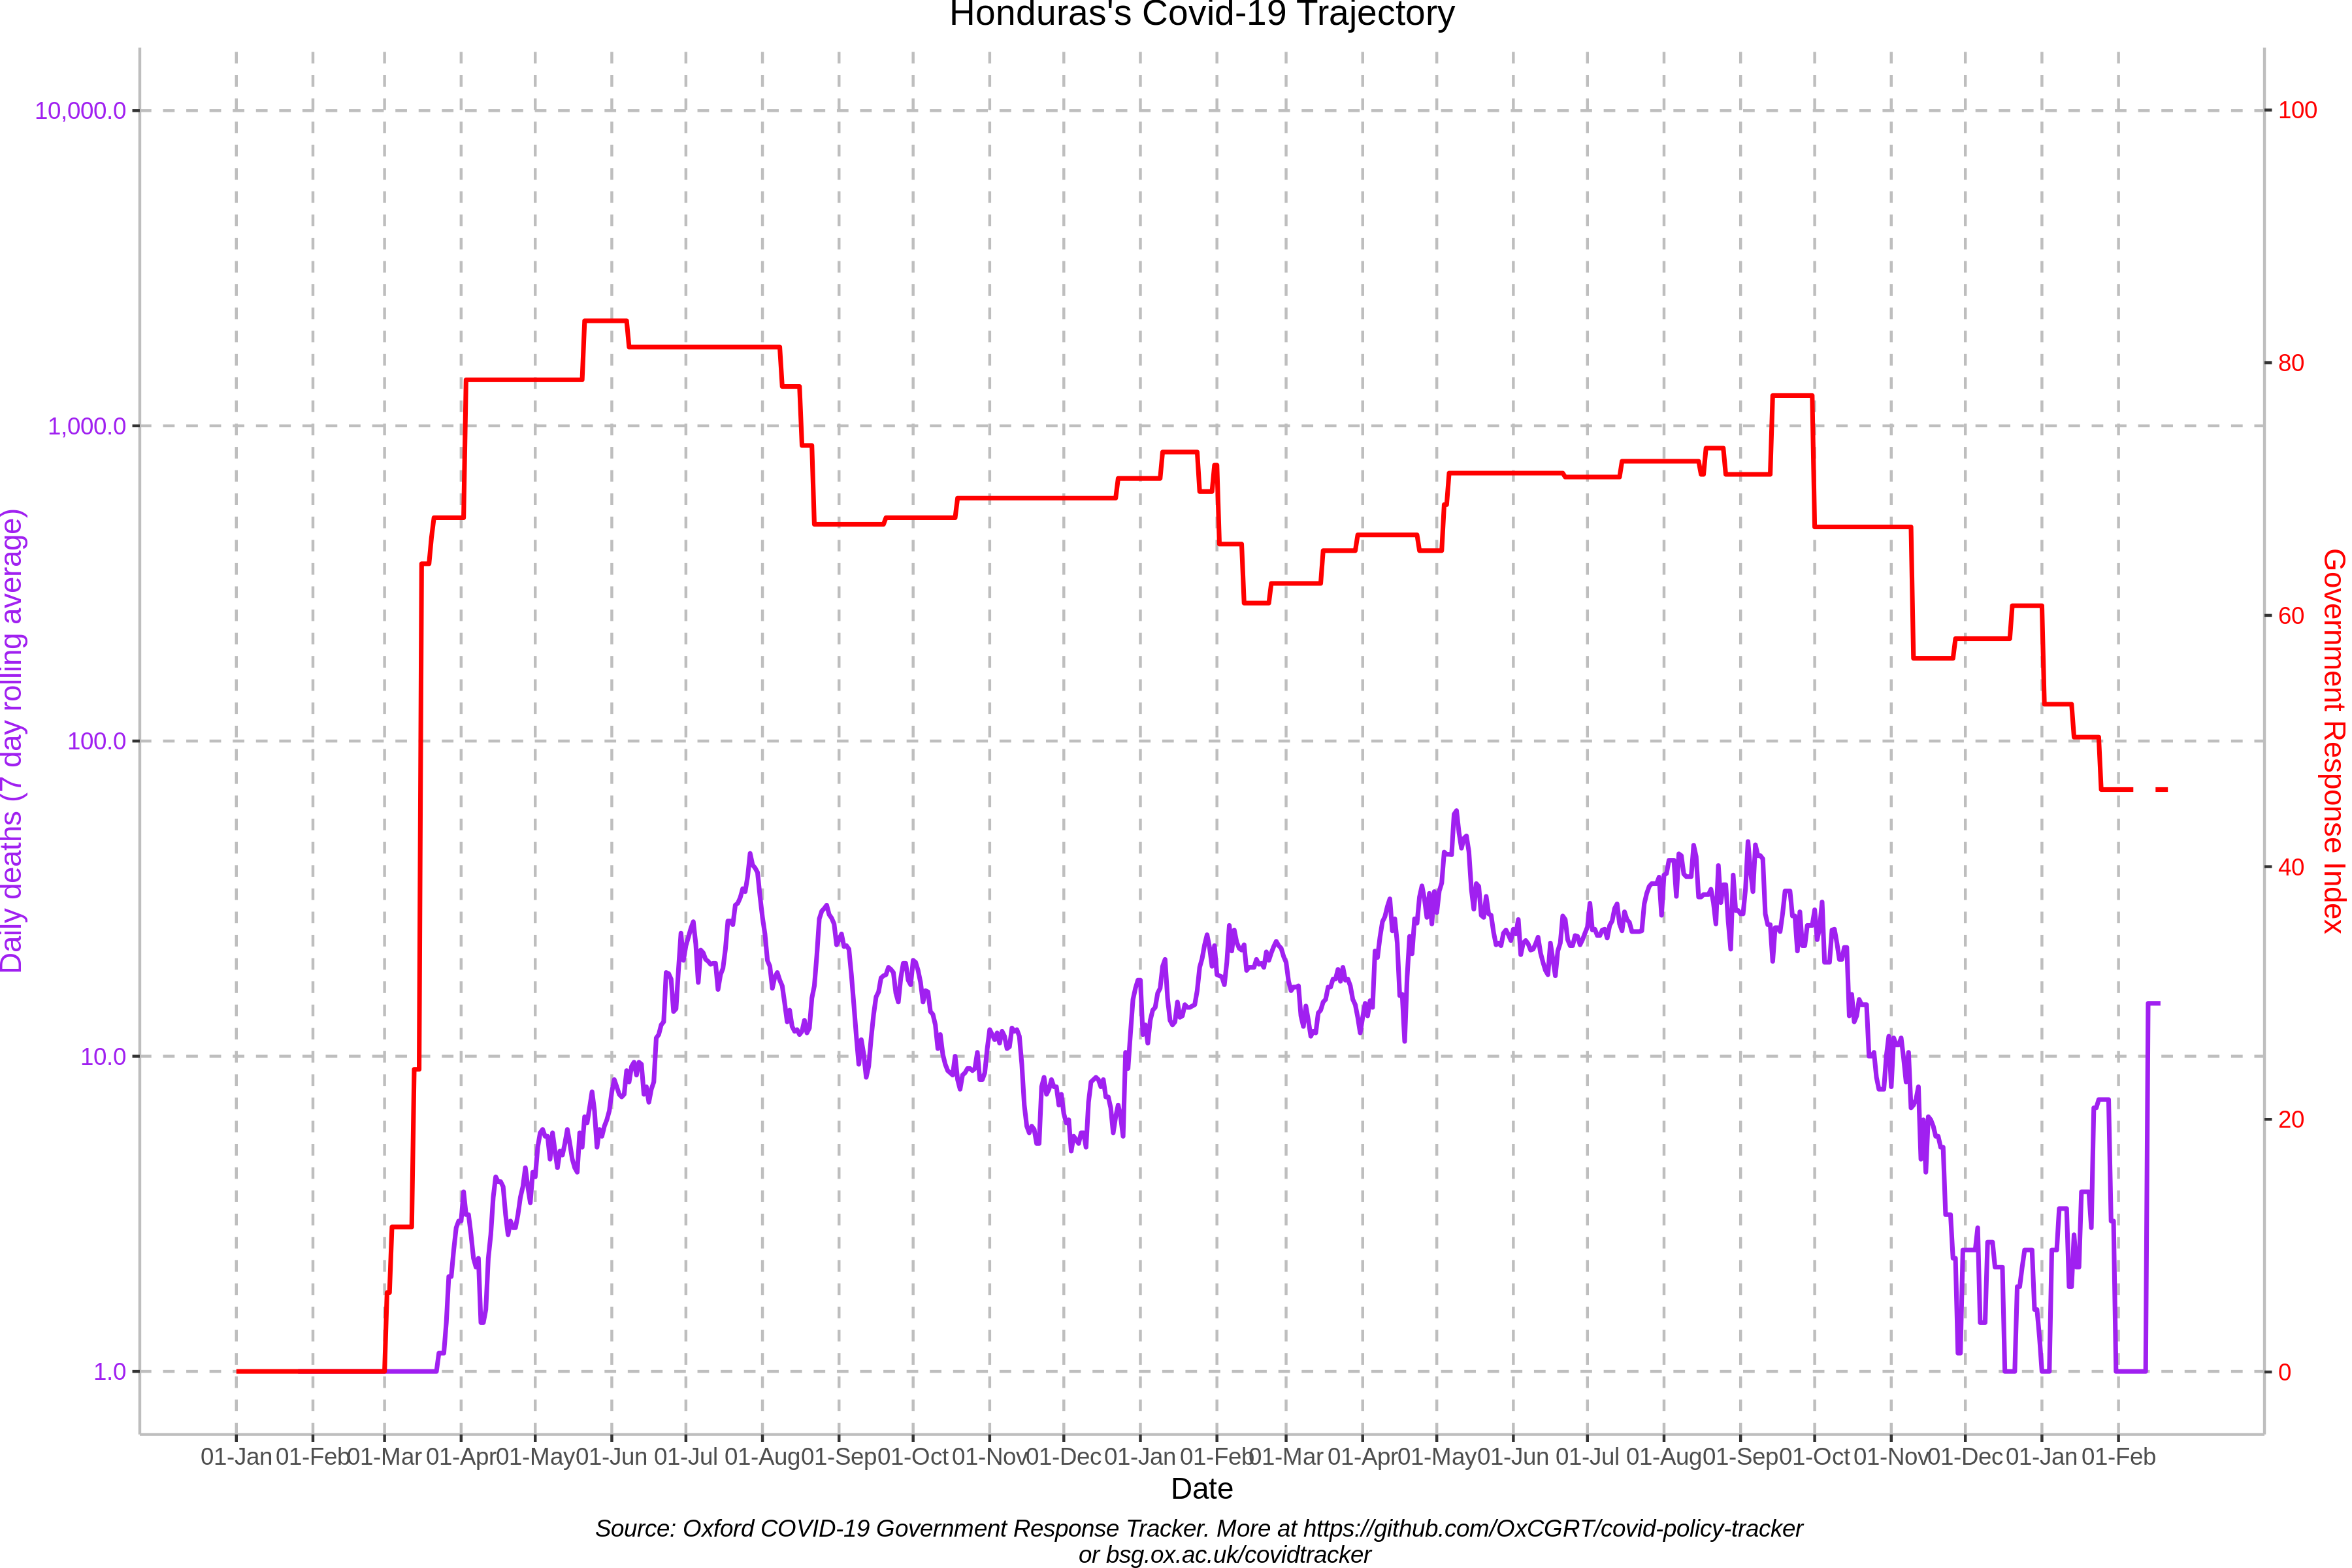 Honduras's Covid-19 Trajectory
10,000.0
1,000.0
100.0
10.0
1.0
Daily deaths (7 day rolling average)
100
80
60
40
20
0
Government Response Index
01-Jan 01-Feb 01-Mar 01-Apr 01-May 01-Jun 01-Jul 01-Aug 01-Sep 01-Oct 01-Nov 01-Dec 01-Jan 01-Feb 01-Mar 01-Apr 01-May 01-Jun 01-Jul 01-Aug 01-Sep 01-Oct 01-Nov 01-Dec 01-Jan 01-Feb
Date
Source: Oxford COVID-19 Government Response Tracker. More at https://github.com/OxCGRT/covid-policy-tracker
or bsg.ox.ac.uk/covidtracker